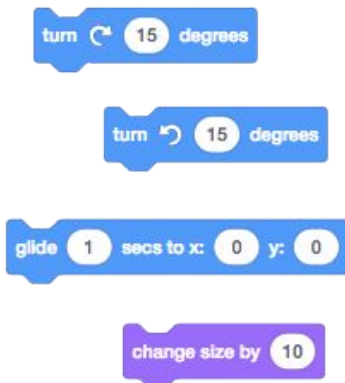 turn 15 degrees
turn 15 degrees
glide 1 secs to x: 0 y: 0
change size by 10